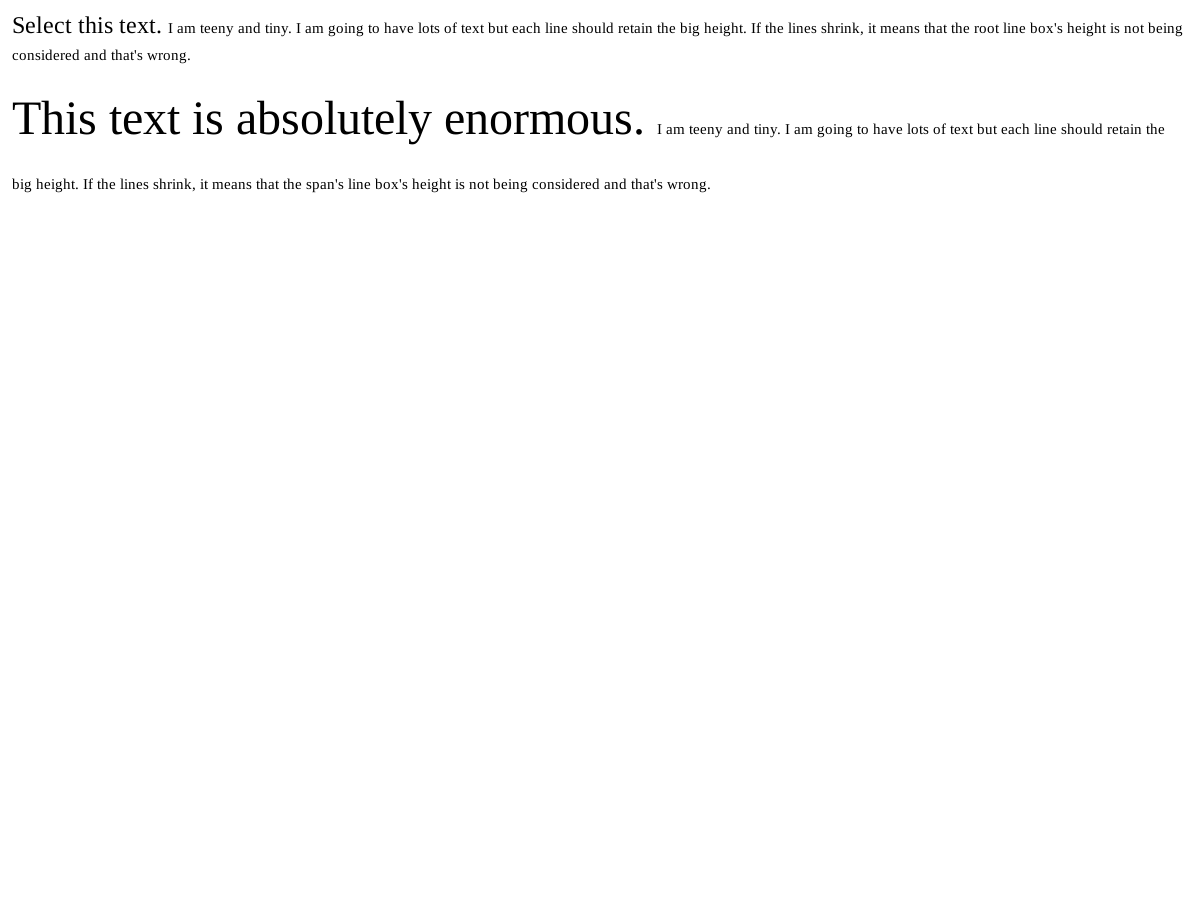 Select this text. I am teeny and tiny. I am going to have lots of text but each line should retain the big height. If the lines shrink, it means that the root line box's height is not being
considered and that's wrong.
This text is absolutely enormous. I am teeny and tiny. I am going to have lots of text but each line should retain the
big height. If the lines shrink, it means that the span's line box's height is not being considered and that's wrong.